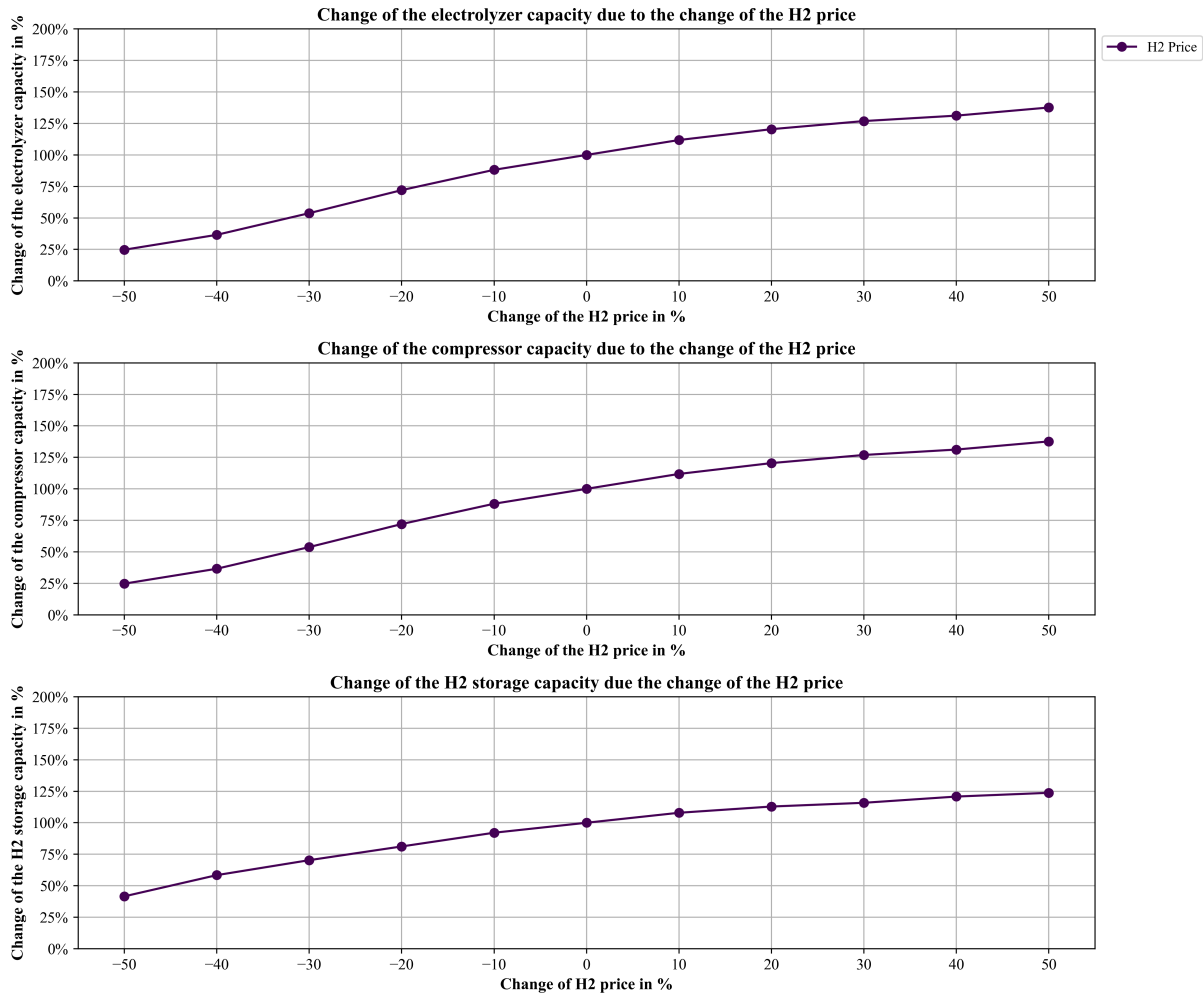 Change of the electrolyzer capacity due to the change of the H2 price
Change of the electrolyzer capacity in %
200%
175%
150%
125%
100%
75%
50%
25%
0%
−50 −40 −30 −20 −10 0 10 20 30 40 50
Change of the H2 price in %
H2 Price
Change of the compressor capacity due to the change of the H2 price
Change of the compressor capacity in %
200%
175%
150%
125%
100%
75%
50%
25%
0%
−50 −40 −30 −20 −10 0 10 20 30 40 50
Change of the H2 price in %
Change of the H2 storage capacity due the change of the H2 price
Change of the H2 storage capacity in %
200%
175%
150%
125%
100%
75%
50%
25%
0%
−50 −40 −30 −20 −10 0 10 20 30 40 50
Change of H2 price in %